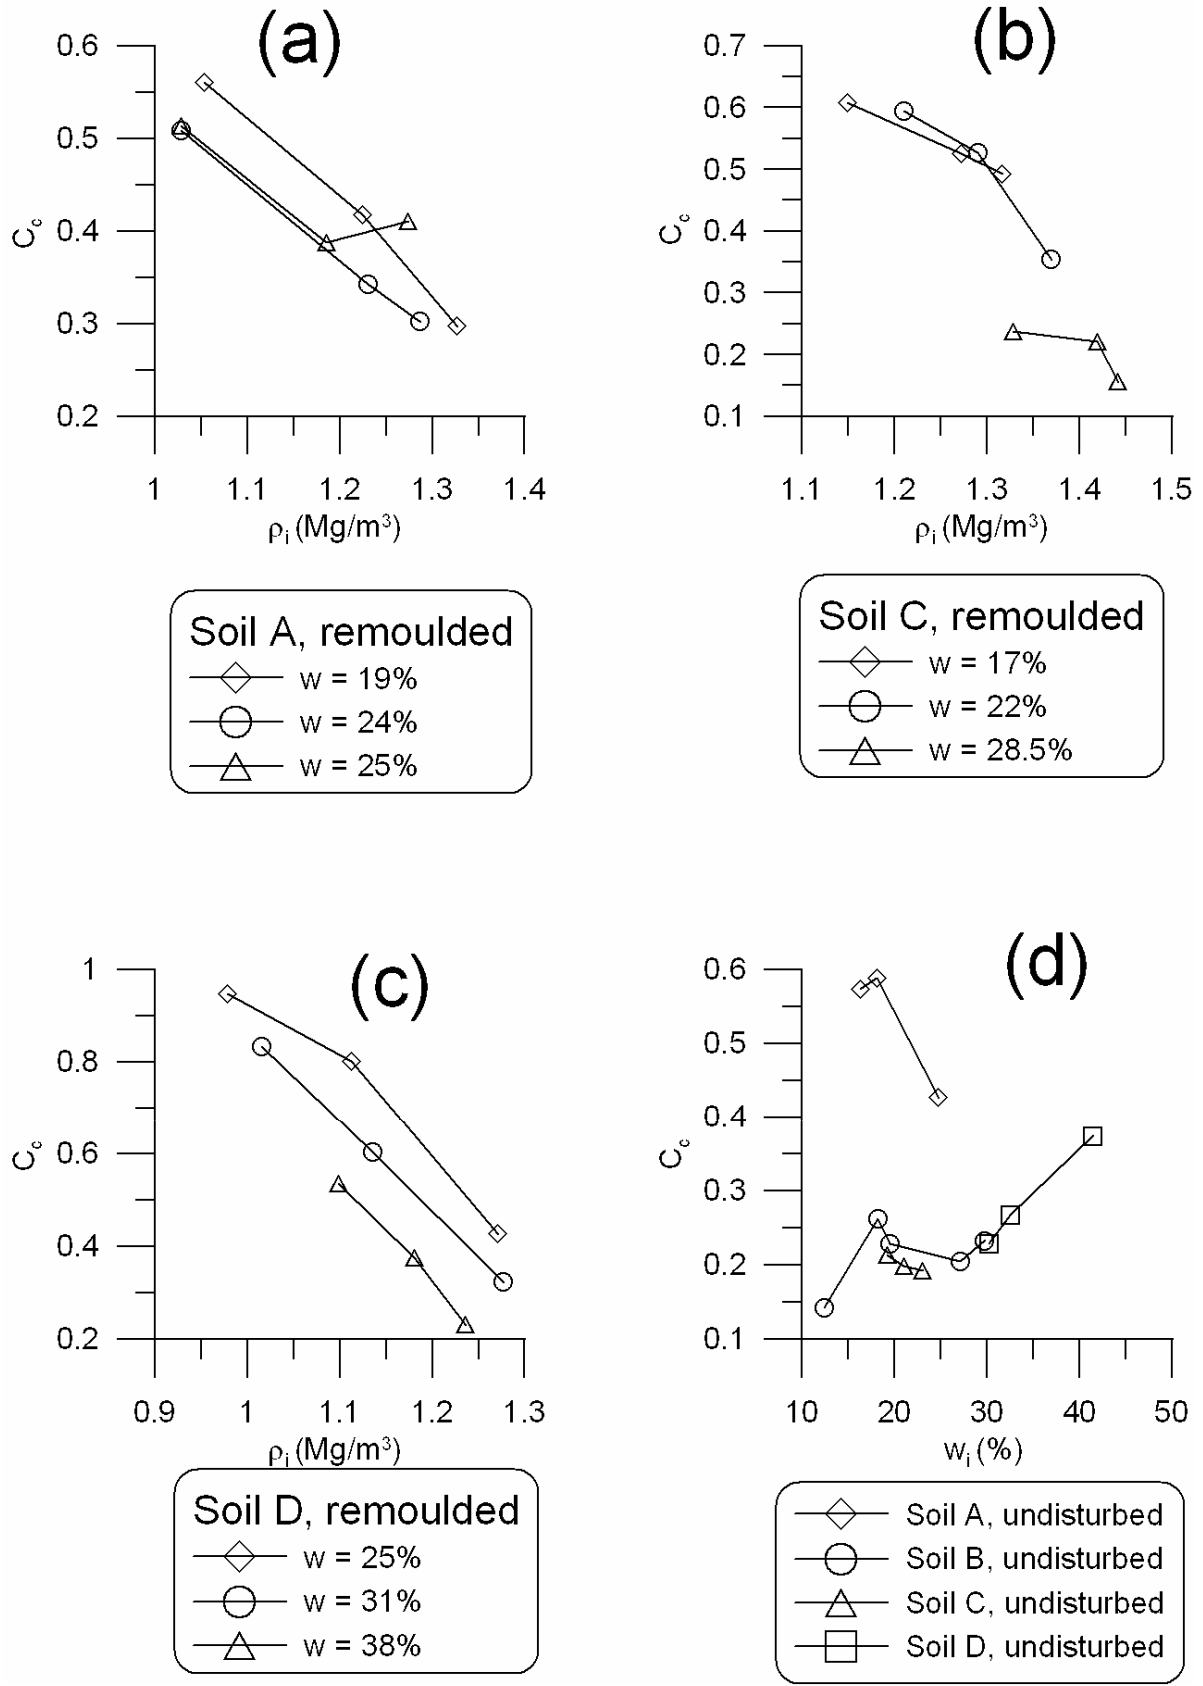 (a)
0.6
0.5
0.4
0.3
0.2
Cc
1 1.1 1.2 1.3 1.4
ρi (Mg/m³)
Soil A, remoulded
w = 19%
w = 24%
w = 25%
(b)
0.7
0.6
0.5
0.4
0.3
0.2
0.1
Cc
1.1 1.2 1.3 1.4 1.5
ρi (Mg/m³)
Soil C, remoulded
w = 17%
w = 22%
w = 28.5%
(c)
1
0.8
0.6
0.4
0.2
Cc
0.9 1 1.1 1.2 1.3
ρi (Mg/m³)
Soil D, remoulded
w = 25%
w = 31%
w = 38%
(d)
0.6
0.5
0.4
0.3
0.2
0.1
Cc
10 20 30 40 50
wi (%)
Soil A, undisturbed
Soil B, undisturbed
Soil C, undisturbed
Soil D, undisturbed